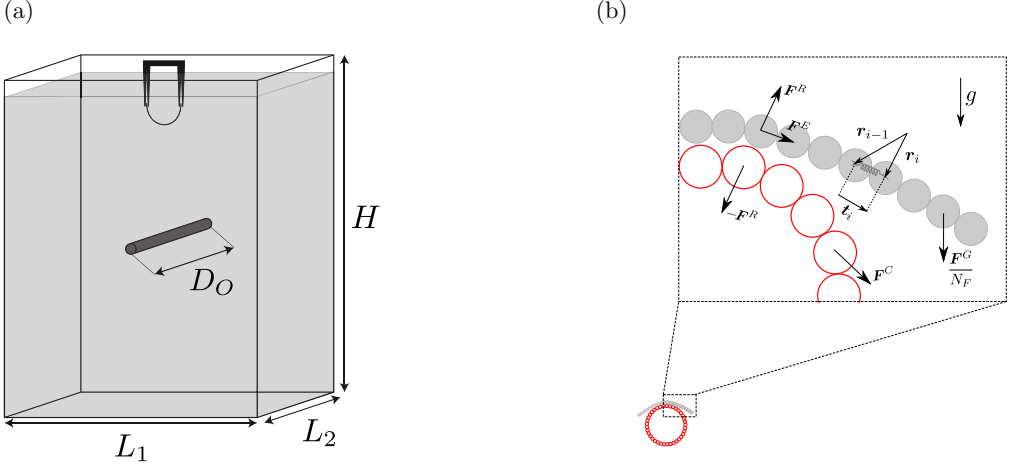 (a)
H
D_O
L_1
L_2
(b)
F^R
F^E
r_{i-1}
r_i
g
t_i
-F^R
F^C
F^G
N_F